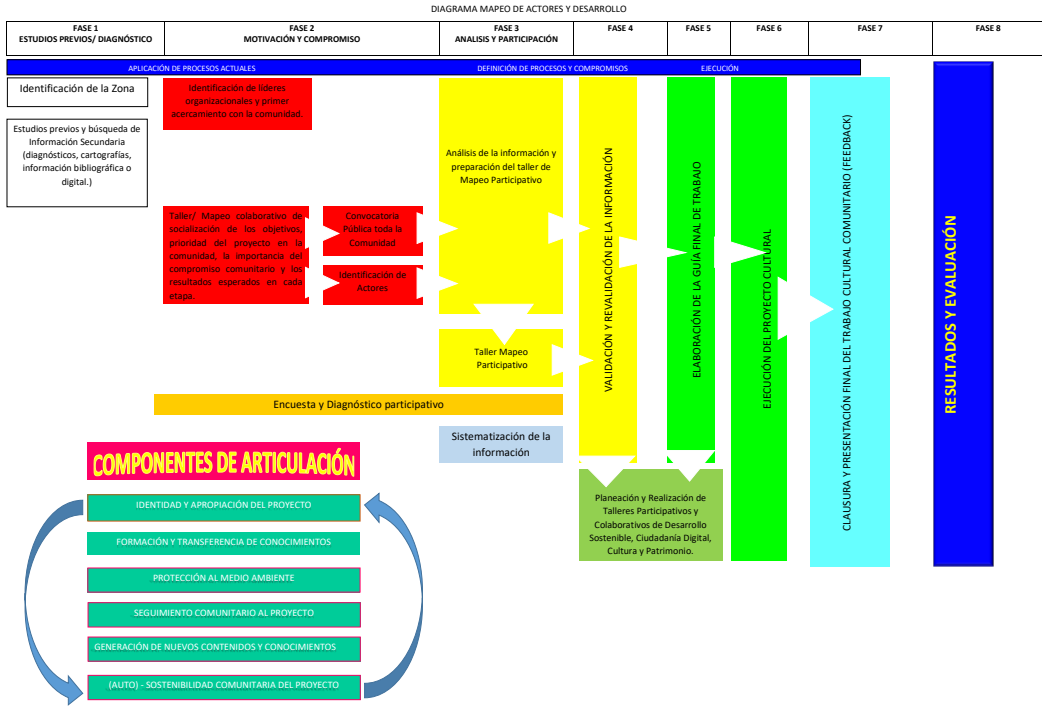 DIAGRAMA MAPEO DE ACTORES Y DESARROLLO
FASE 1
ESTUDIOS PREVIOS/ DIAGNÓSTICO
FASE 2
MOTIVACIÓN Y COMPROMISO
FASE 3
ANALISIS Y PARTICIPACIÓN
FASE 4
FASE 5
FASE 6
FASE 7
FASE 8
APLICACIÓN DE PROCESOS ACTUALES
DEFINICIÓN DE PROCESOS Y COMPROMISOS
EJECUCIÓN
Identificación de la Zona
Estudios previos y búsqueda de
Información Secundaria
(diagnósticos, cartografías,
información bibliográfica o
digital.)
Identificación de líderes
organizacionales y primer
acercamiento con la comunidad.
Taller/ Mapeo colaborativo de
socialización de los objetivos,
prioridad del proyecto en la
comunidad, la importancia del
compromiso comunitario y los
resultados esperados en cada
etapa.
Convocatoria
Pública toda la
Comunidad
Identificación de
Actores
Análisis de la información y
preparación del taller de
Mapeo Participativo
Taller Mapeo
Participativo
Encuesta y Diagnóstico participativo
Sistematización de la
información
VALIDACIÓN Y REVALIDACIÓN DE LA INFORMACIÓN
ELABORACIÓN DE LA GUÍA FINAL DE TRABAJO
Planeación y Realización de
Talleres Participativos y
Colaborativos de Desarrollo
Sostenible, Ciudadanía Digital,
Cultura y Patrimonio.
EJECUCIÓN DEL PROYECTO CULTURAL
CLAUSURA Y PRESENTACIÓN FINAL DEL TRABAJO CULTURAL COMUNITARIO (FEEDBACK)
RESULTADOS Y EVALUACIÓN
COMPONENTES DE ARTICULACIÓN
IDENTIDAD Y APROPIACIÓN DEL PROYECTO
FORMACIÓN Y TRANSFERENCIA DE CONOCIMIENTOS
PROTECCIÓN AL MEDIO AMBIENTE
SEGUIMIENTO COMUNITARIO AL PROYECTO
GENERACIÓN DE NUEVOS CONTENIDOS Y CONOCIMIENTOS
(AUTO) - SOSTENIBILIDAD COMUNITARIA DEL PROYECTO